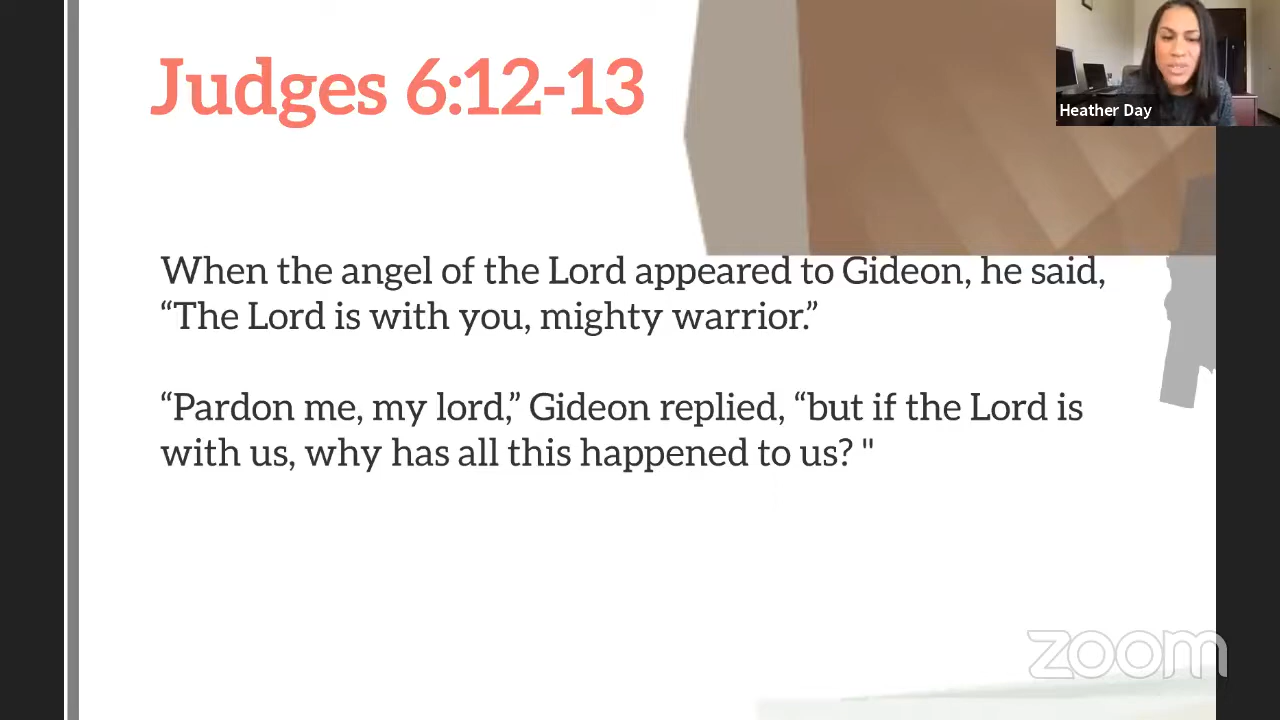 Judges 6:12-13
Heather Day
When the angel of the Lord appeared to Gideon, he said,
“The Lord is with you, mighty warrior.”
“Pardon me, my lord,” Gideon replied, “but if the Lord is
with us, why has all this happened to us? "
zoom